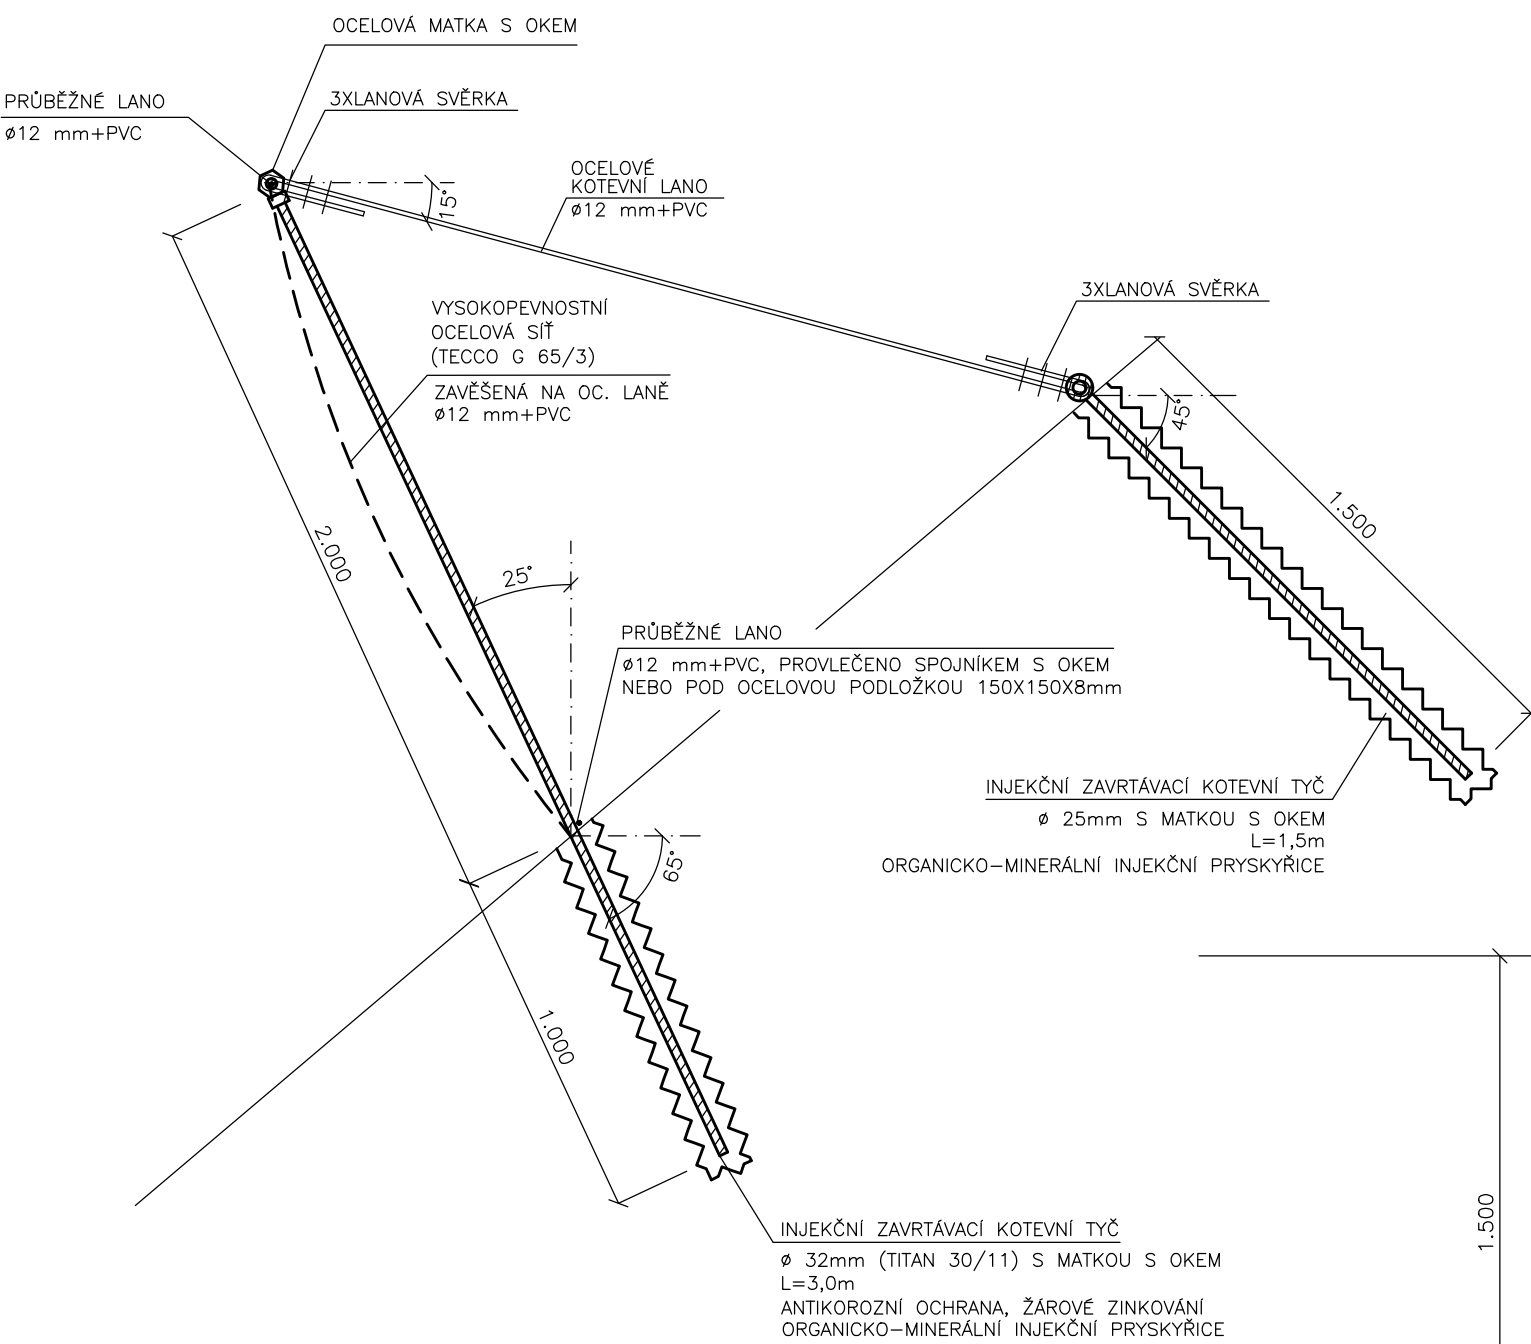 OCELOVÁ MATKA S OKEM
PRŮBĚŽNÉ LANO
ø12 mm+PVC
3XLANOVÁ SVĚRKA
OCELOVÉ
KOTEVNÍ LANO
ø12 mm+PVC
15°
3XLANOVÁ SVĚRKA
VYSOKOPEVNOSTNÍ
OCELOVÁ SÍŤ
(TECCO G 65/3)
ZAVĚŠENÁ NA OC. LANĚ
ø12 mm+PVC
45°
1.500
2.000
25°
PRŮBĚŽNÉ LANO
ø12 mm+PVC, PROVLEČENO SPOJNÍKEM S OKEM
NEBO POD OCELOVOU PODLOŽKOU 150X150X8mm
INJEKČNÍ ZAVRTÁVACÍ KOTEVNÍ TYČ
ø 25mm S MATKOU S OKEM
L=1,5m
ORGANICKO–MINERÁLNÍ INJEKČNÍ PRYSKYŘICE
65°
1.000
1.500
INJEKČNÍ ZAVRTÁVACÍ KOTEVNÍ TYČ
ø 32mm (TITAN 30/11) S MATKOU S OKEM
L=3,0m
ANTIKOROZNÍ OCHRANA, ŽÁROVÉ ZINKOVÁNÍ
ORGANICKO–MINERÁLNÍ INJEKČNÍ PRYSKYŘICE